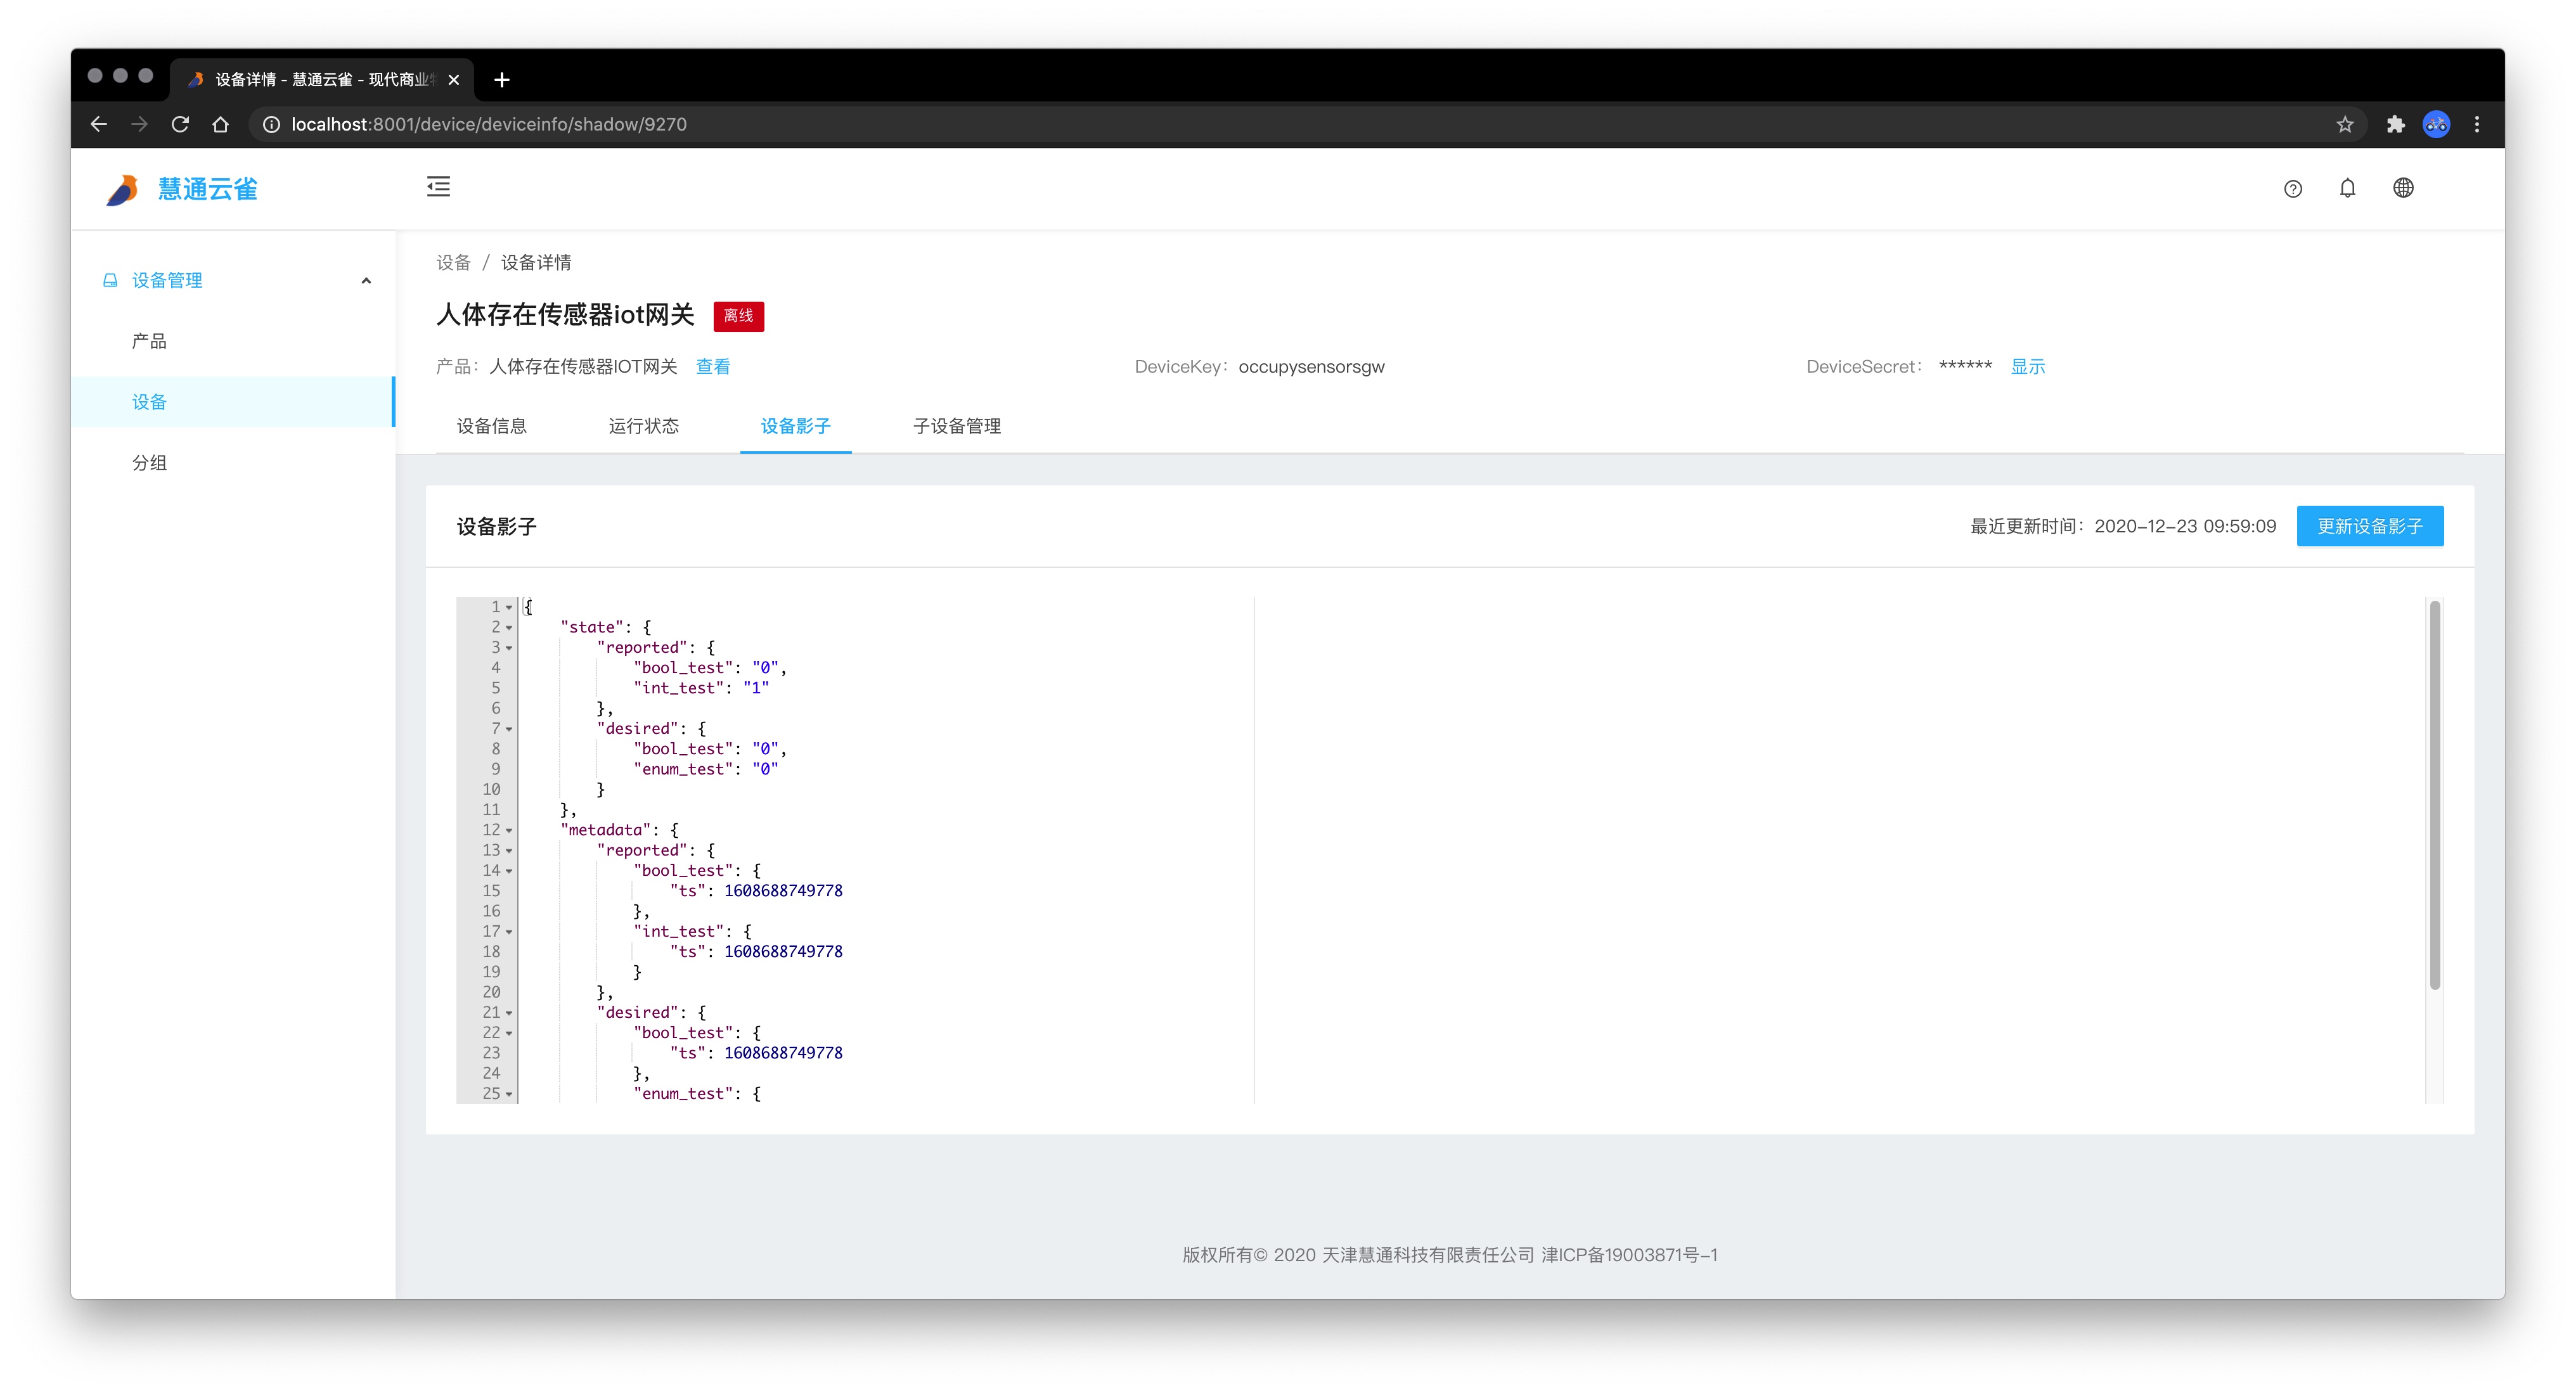 设备详情 - 慧通云雀 - 现代商业
localhost:8001/device/deviceinfo/shadow/9270
慧通云雀
设备管理
产品
设备
分组
设备 / 设备详情
人体存在传感器iot网关 离线
产品：人体存在传感器IOT网关 查看 DeviceKey：occupysensorsgw DeviceSecret：****** 显示
设备信息 运行状态 设备影子 子设备管理
设备影子 最近更新时间：2020-12-23 09:59:09 更新设备影子
1 {
2 "state": {
3 "reported": {
4 "bool_test": "0",
5 "int_test": "1"
6 },
7 "desired": {
8 "bool_test": "0",
9 "enum_test": "0"
10 }
11 },
12 "metadata": {
13 "reported": {
14 "bool_test": {
15 "ts": 1608688749778
16 },
17 "int_test": {
18 "ts": 1608688749778
19 }
20 },
21 "desired": {
22 "bool_test": {
23 "ts": 1608688749778
24 },
25 "enum_test": {
版权所有© 2020 天津慧通科技有限责任公司 津ICP备19003871号-1